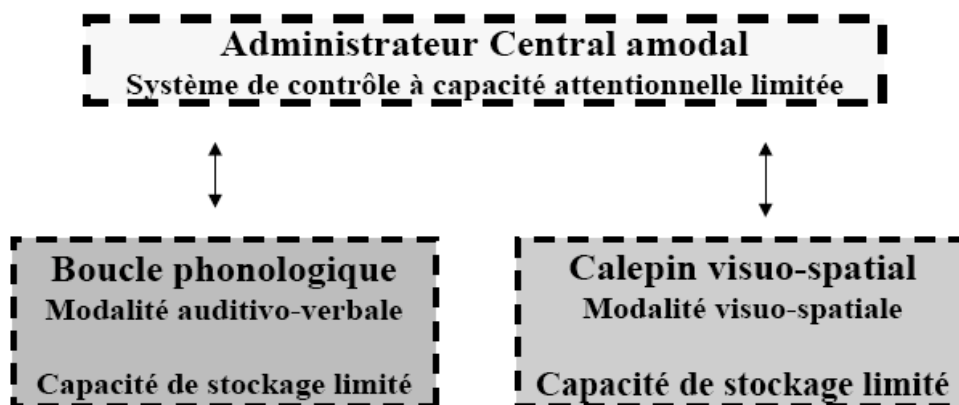 Administrateur Central amodal
Système de contrôle à capacité attentionnelle limitée
Boucle phonologique
Modalité auditivo-verbale
Capacité de stockage limité
Calepin visuo-spatial
Modalité visuo-spatiale
Capacité de stockage limité